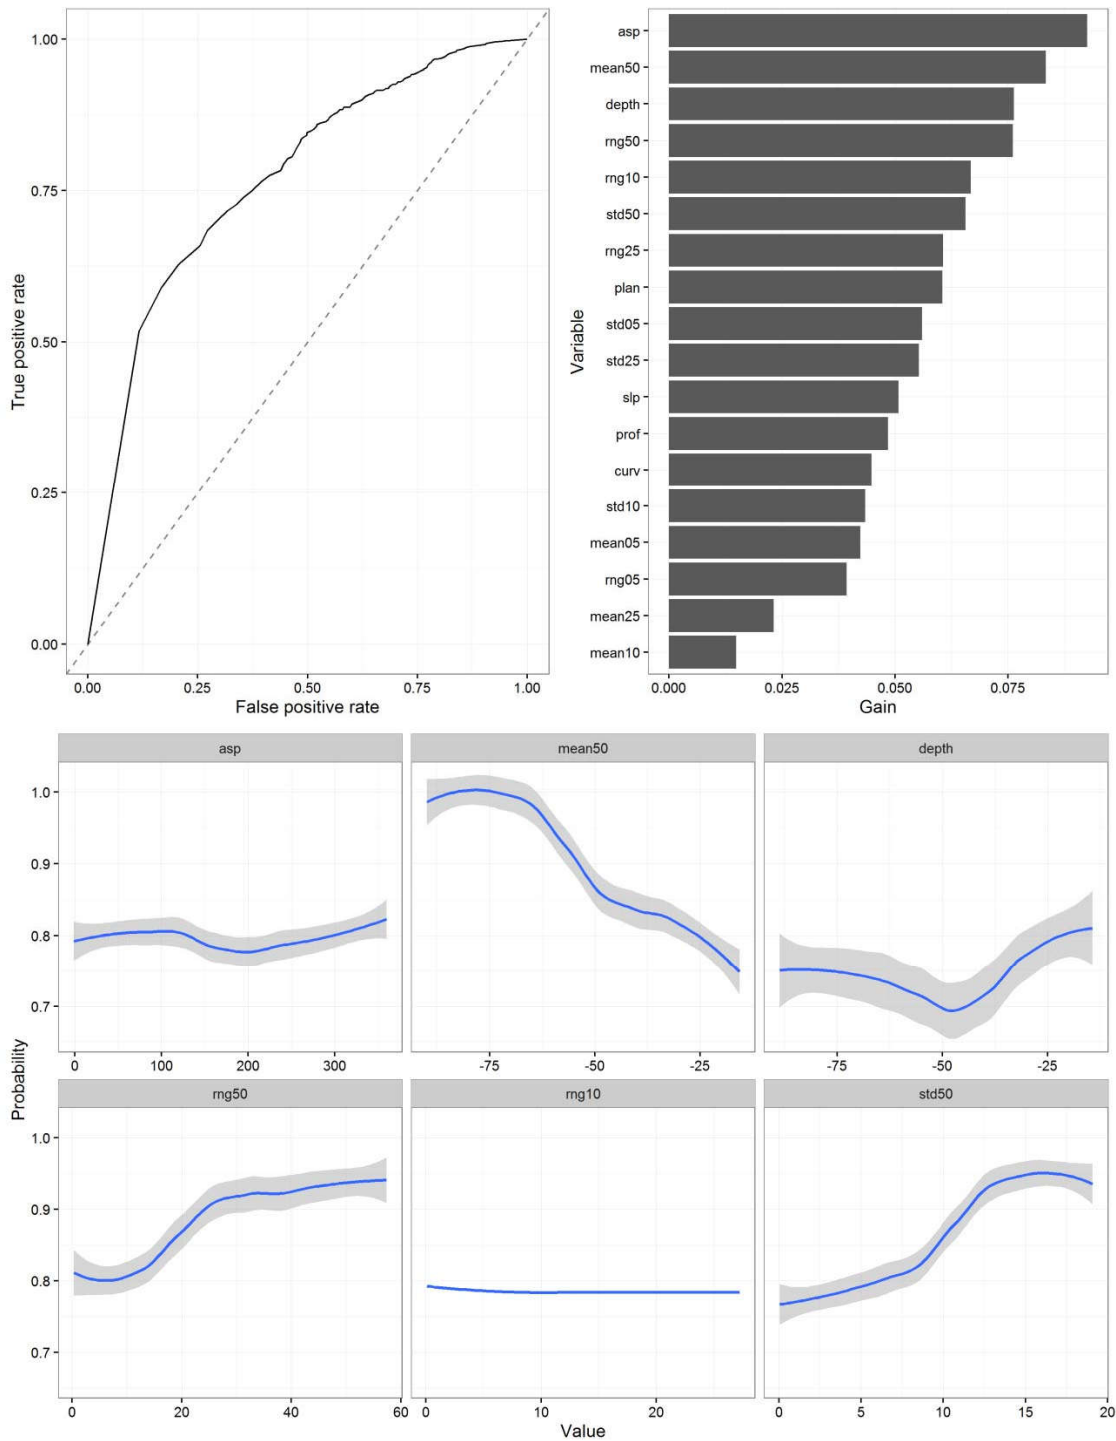 1.00
0.75
0.50
0.25
0.00
True positive rate
0.00 0.25 0.50 0.75 1.00
False positive rate
asp
mean50
depth
rng50
rng10
std50
rng25
plan
std05
std25
slp
prof
curv
std10
mean05
rng05
mean25
mean10
Variable
0.000 0.025 0.050 0.075
Gain
asp mean50 depth
1.0
0.9
0.8
0.7
0 100 200 300
-75 -50 -25
-75 -50 -25
Probability
rng50 rng10 std50
1.0
0.9
0.8
0.7
0 20 40 60
0 10 20
0 5 10 15 20
Value